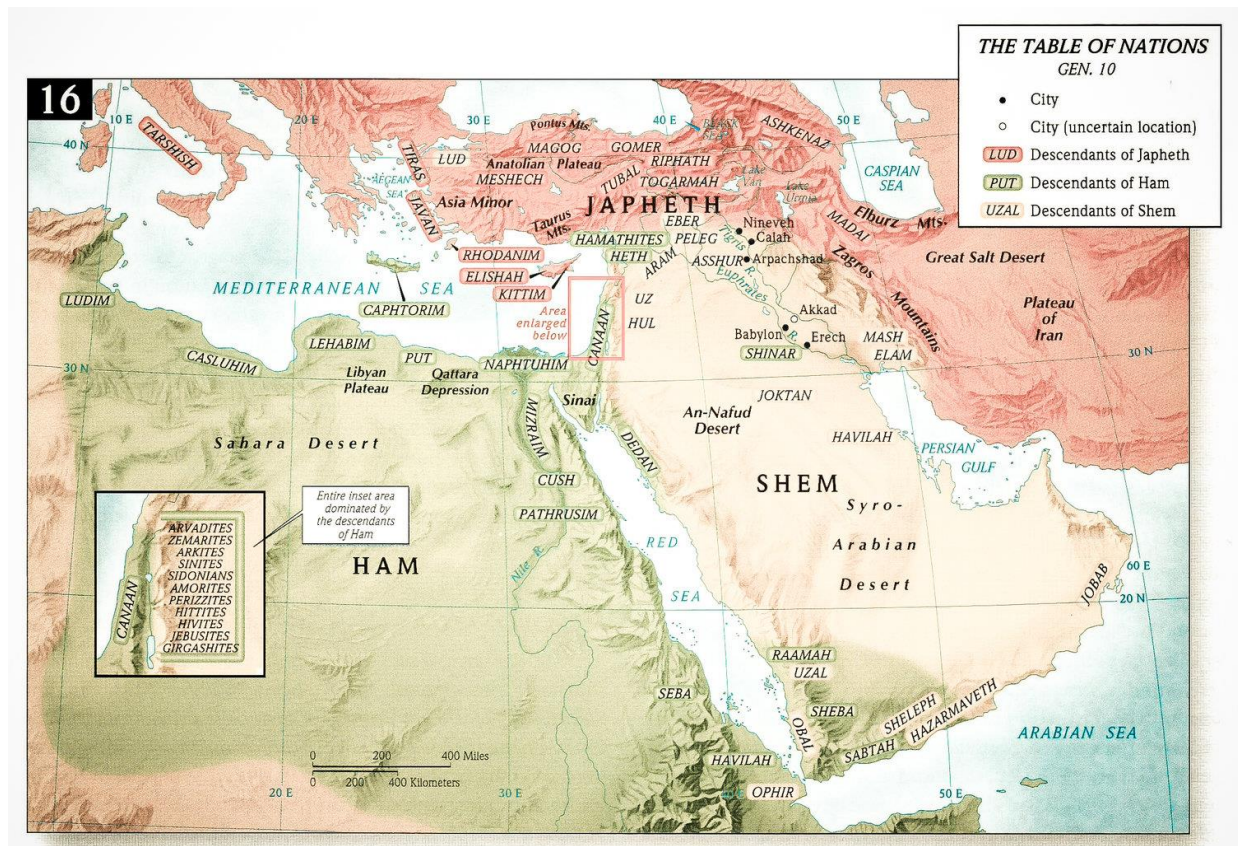 THE TABLE OF NATIONS
GEN. 10
City
City (uncertain location)
LUD Descendants of Japheth
PUT Descendants of Ham
UZAL Descendants of Shem
16
10 E
20 E
30 E
40 E
50 E
40 N
TARSHISH
Pontus Mts.
BLACK
SEA
ASHKENAZ
CASPIAN
SEA
TIRAS
LUD
MAGOG
GOMER
Anatolian Plateau
RIPHATH
MESHECH
TUBAL
TOGARMAH
Lake
Van
Lake
Urmia
AEGEAN
SEA
JAVAN
Asia Minor
JAPHETH
Taurus
Mts.
EBER
Elburz Mts.
MADAI
Nineveh
Calah
Tigris R.
HAMATHITES
PELEG
HETH
ARAM
ASSHUR
Arpachshad
Zagros
Mountains
Great Salt Desert
RHODANIM
ELISHAH
KITTIM
Euphrates
R.
MEDITERRANEAN SEA
LUDIM
CAPHTORIM
Area
enlarged
below
UZ
HUL
CANAAN
Akkad
Babylon
Erech
SHINAR
MASH
ELAM
Plateau
of
Iran
30 N
30 N
CASLUHIM
LEHABIM
PUT
NAPHTUHIM
Libyan
Plateau
Qattara
Depression
Sinai
MIZRAIM
JOKTAN
An-Nafud
Desert
HAVILAH
PERSIAN
GULF
Sahara Desert
DEDAN
CUSH
PATHRUSIM
SHEM
Syro-
Arabian
Desert
Entire inset area
dominated by
the descendants
of Ham
ARVADITES
ZEMARITES
ARKITES
SINITES
SIDONIANS
AMORITES
PERIZZITES
HITTITES
HIVITES
JEBUSITES
GIRGASHITES
CANAAN
HAM
Nile R.
RED
SEA
60 E
20 N
JOBAB
RAAMAH
UZAL
SEBA
SHEBA
SHELEPH
HAZARMAVETH
OBAL
SABTAH
ARABIAN SEA
HAVILAH
OPHIR
0 200 400 Miles
0 200 400 Kilometers
20 E
30 E
50 E